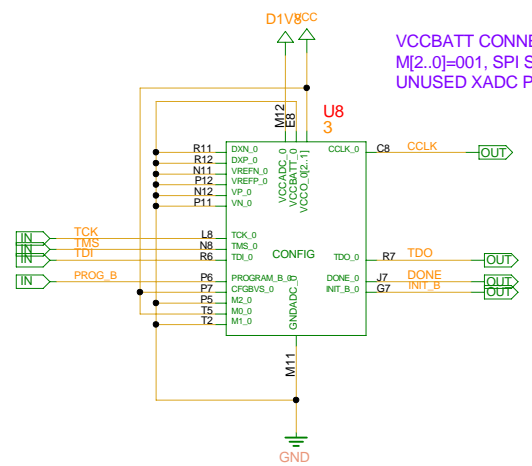 D1V8 VCC
VCCBATT CONNE
M[2..0]=001, SPI S
UNUSED XADC P
M12
E8
U8
3
R11 DXN_0
R12 DXP_0
N11 VREFN_0
P12 VREFP_0
N12 VP_0
P11 VN_0
VCCADC_0
VCCBATT_0
VCCO_0[2..1]
CCLK_0 C8 CCLK OUT
IN TCK L8 TCK_0
IN TMS N8 TMS_0
IN TDI R6 TDI_0
CONFIG
TDO_0 R7 TDO OUT
IN PROG_B P6 PROGRAM_B_0
P7 CFGBVS_0
P5 M2_0
T5 M0_0
T2 M1_0
GNDADC_0
DONE_0 J7 DONE OUT
INIT_B_0 G7 INIT_B OUT
M11
GND